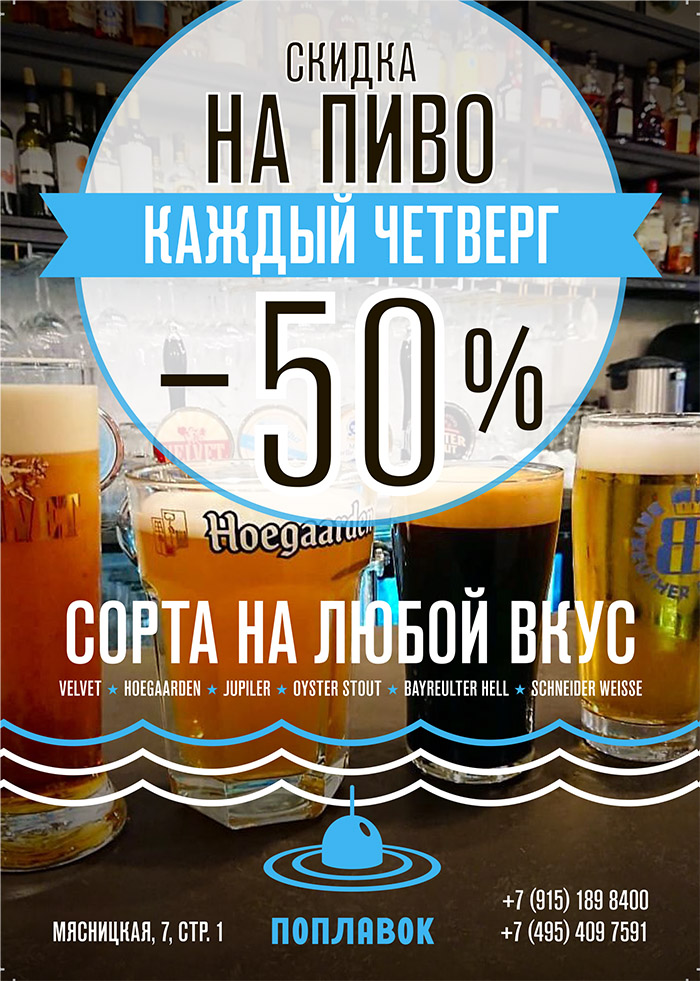 СКИДКА
НА ПИВО
КАЖДЫЙ ЧЕТВЕРГ
–50%
VELVET
Hoegaarden
СОРТА НА ЛЮБОЙ ВКУС
VELVET ★ HOEGAARDEN ★ JUPILER ★ OYSTER STOUT ★ BAYREULTER HELL ★ SCHNEIDER WEISSE
ПОПЛАВОК
МЯСНИЦКАЯ, 7, СТР. 1
+7 (915) 189 8400
+7 (495) 409 7591